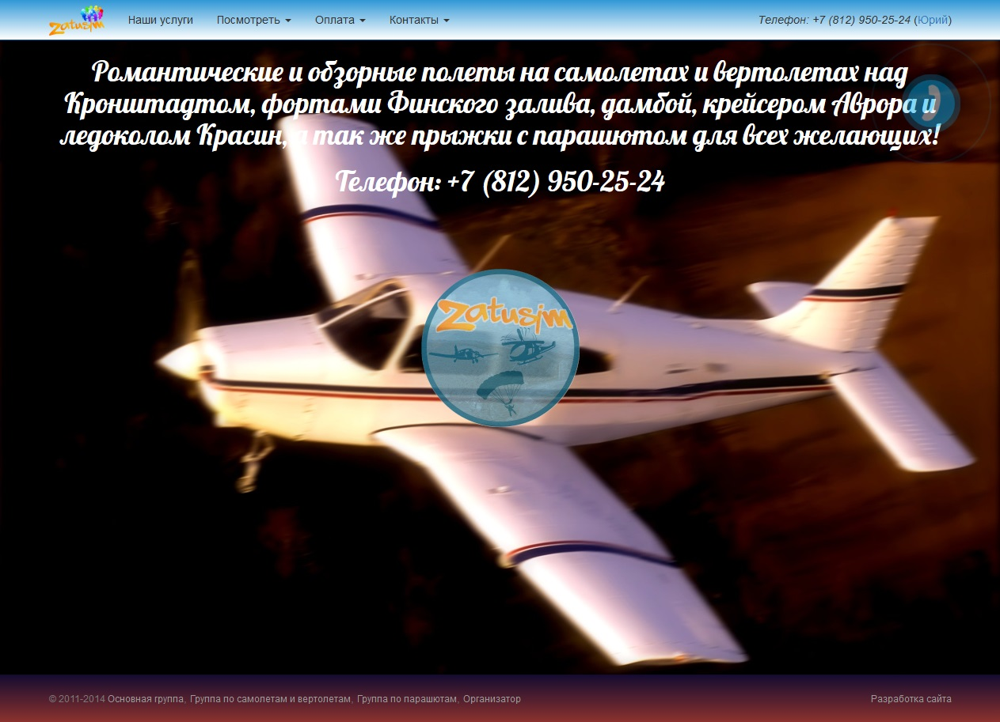 Zatusim
Наши услуги Посмотреть Оплата Контакты Телефон: +7 (812) 950-25-24 (Юрий)
Романтические и обзорные полеты на самолетах и вертолетах над
Кронштадтом, фортами Финского залива, дамбой, крейсером Аврора и
ледоколом Красин, а так же прыжки с парашютом для всех желающих!
Телефон: +7 (812) 950-25-24
Zatusim
© 2011-2014 Основная группа, Группа по самолетам и вертолетам, Группа по парашютам, Организатор Разработка сайта